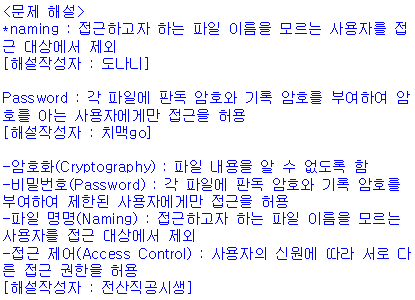 <문제 해설>
*naming : 접근하고자 하는 파일 이름을 모르는 사용자를 접
근 대상에서 제외
[해설작성자 : 도나니]
Password : 각 파일에 판독 암호와 기록 암호를 부여하여 암
호를 아는 사용자에게만 접근을 허용
[해설작성자 : 치맥go]
-암호화(Cryptography) : 파일 내용을 알 수 없도록 함
-비밀번호(Password) : 각 파일에 판독 암호와 기록 암호를
부여하여 제한된 사용자에게만 접근을 허용
-파일 명명(Naming) : 접근하고자 하는 파일 이름을 모르는
사용자를 접근 대상에서 제외
-접근 제어(Access Control) : 사용자의 신원에 따라 서로 다
른 접근 권한을 허용
[해설작성자 : 전산직공시생]